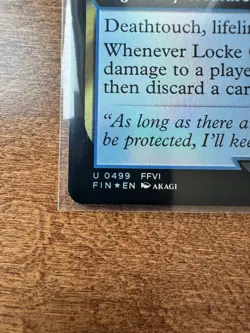 Deathtouch, lifelin
Whenever Locke
damage to a playe
then discard a car
"As long as there a
be protected, I'll kee
U 0499 FFVI
FIN★EN AKAGI